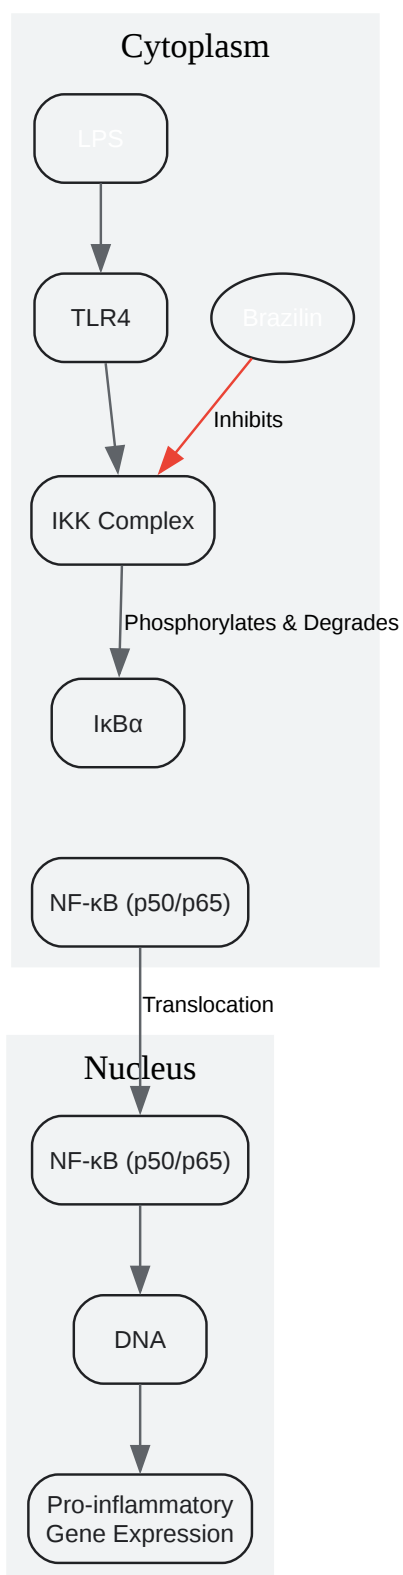 Cytoplasm
LPS
TLR4
Brazilin
Inhibits
IKK Complex
Phosphorylates & Degrades
IκBα
NF-κB (p50/p65)
Translocation
Nucleus
NF-κB (p50/p65)
DNA
Pro-inflammatory
Gene Expression